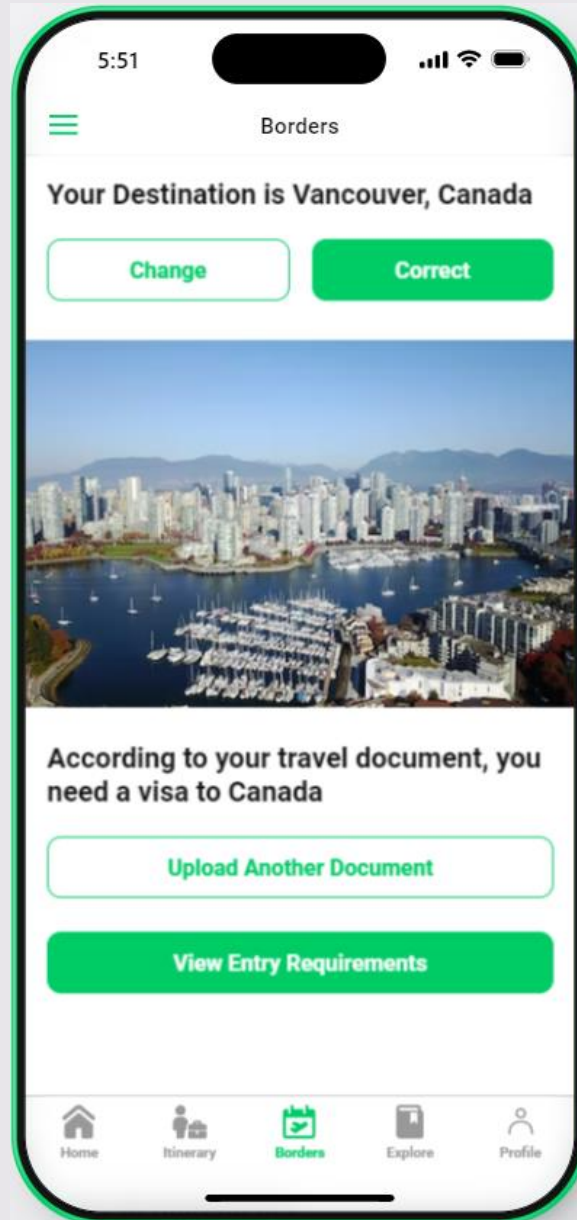 5:51
Borders
Your Destination is Vancouver, Canada
Change
Correct
According to your travel document, you
need a visa to Canada
Upload Another Document
View Entry Requirements
Home
Itinerary
Borders
Explore
Profile